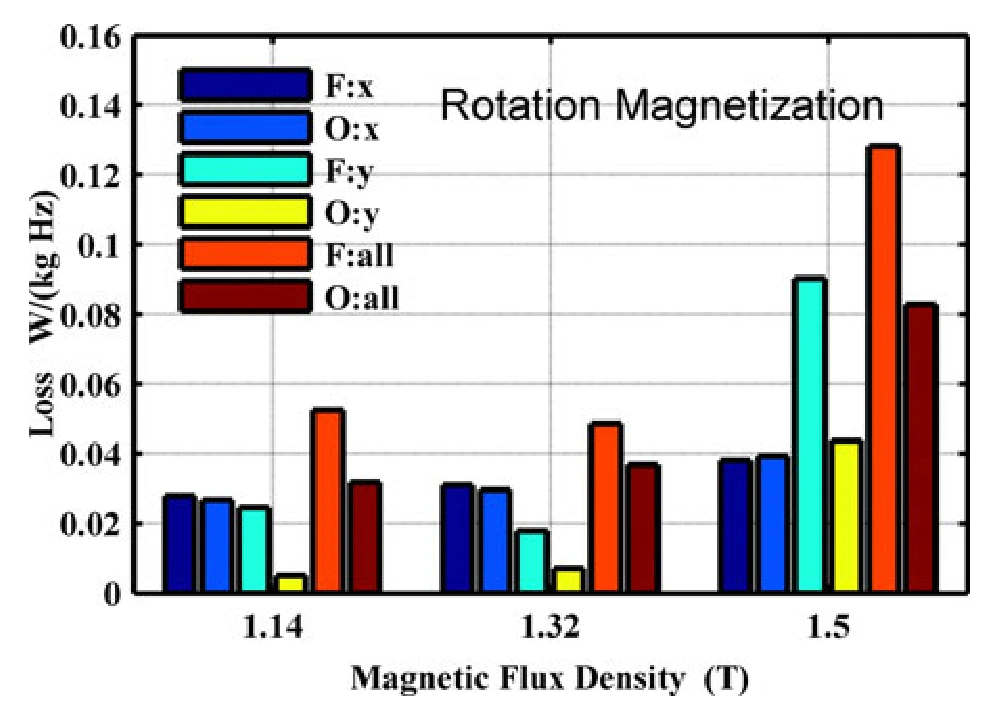 0.16
0.14
0.12
0.1
0.08
0.06
0.04
0.02
0
Loss W/(kg Hz)
F:x
O:x
F:y
O:y
F:all
O:all
Rotation Magnetization
1.14 1.32 1.5
Magnetic Flux Density (T)